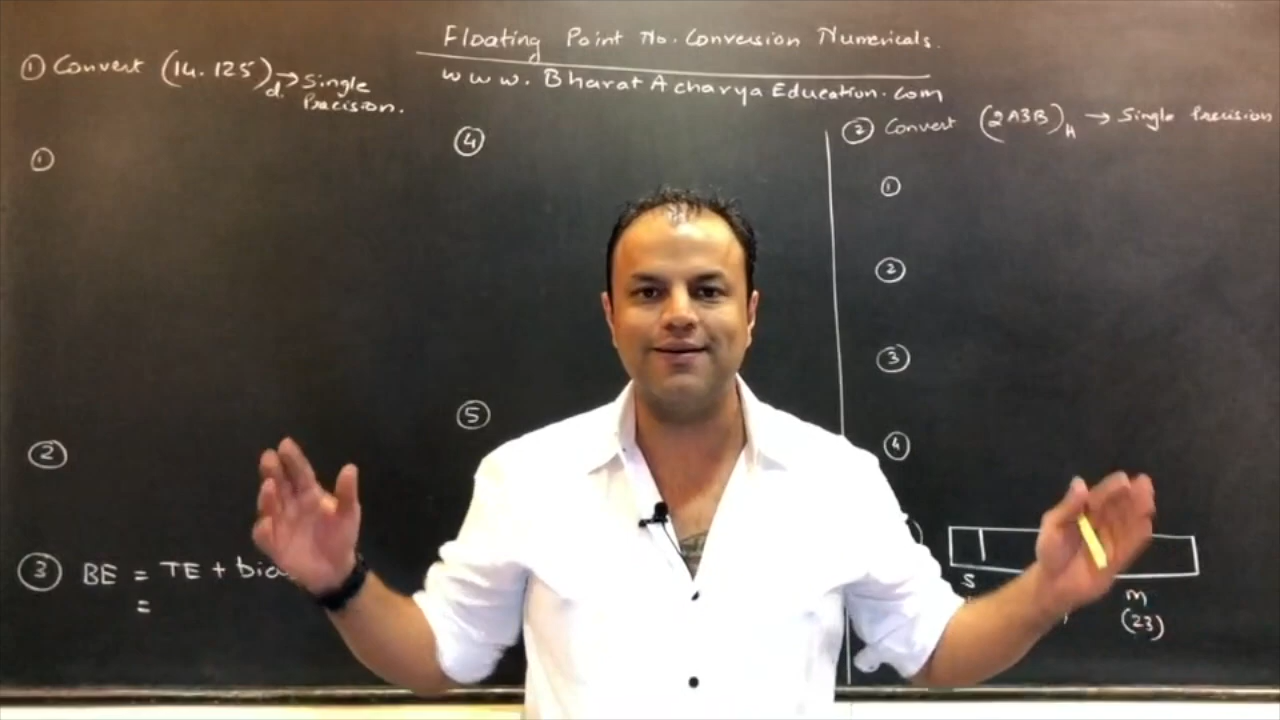 Floating Point No. Conversion Numericals.
www.BharatAcharyaEducation.com
① Convert (14.125)d. → Single
Precision.
①
②
③ BE = TE + bia
=
④
⑤
② Convert (2A3B)H → Single Precision
①
②
③
④
S
m
(23)